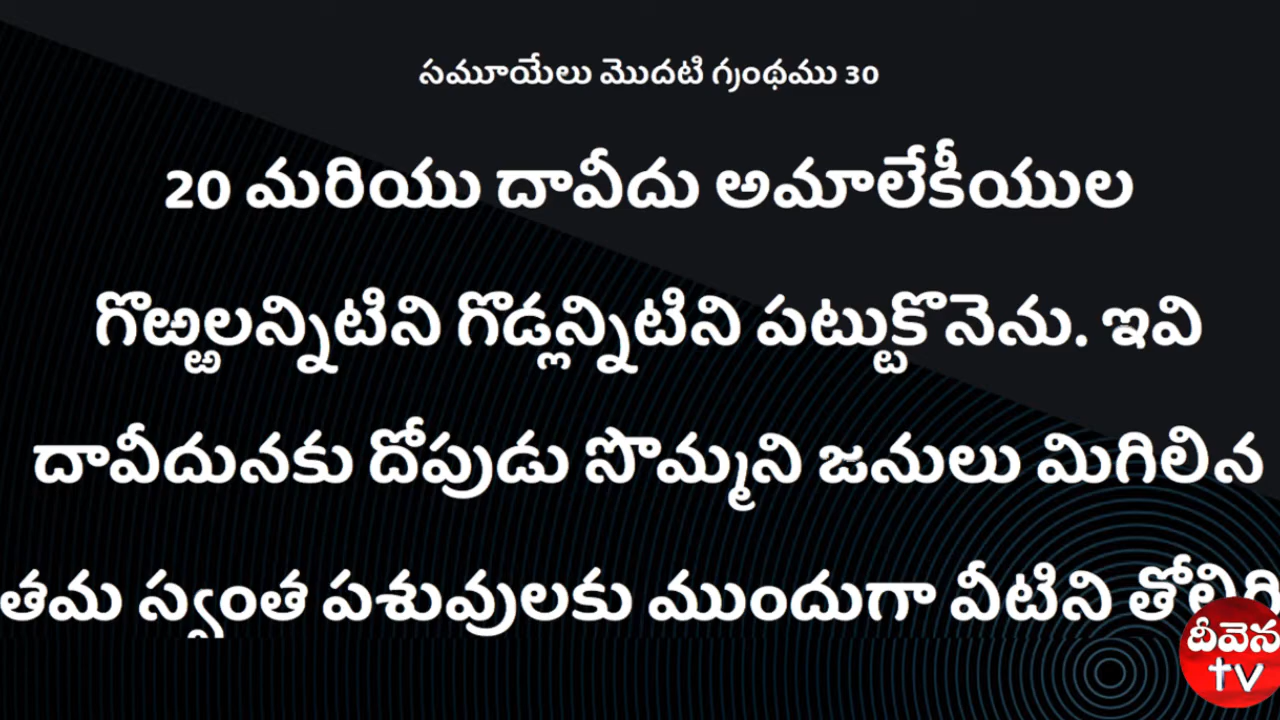 సమూయేలు మొదటి గ్రంథము 30
20 మరియు దావీదు అమాలేకీయుల
గొఱ్ఱలన్నిటిని గొడ్లన్నిటిని పట్టుకొనెను. ఇవి
దావీదునకు దోపుడు సొమ్మని జనులు మిగిలిన
తమ స్వంత పశువులకు ముందుగా వీటిని తోలిరి
దీవెన
tv